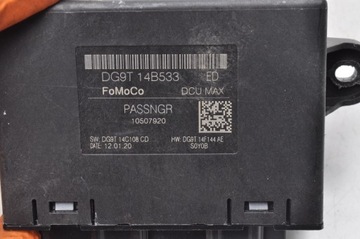 DG9T 14B533 ED
FoMoCo DCU MAX
PASSNGR
10507920
SW: DG9T 14C108 CD HW: DG9T 14F144 AE
DATE: 12.01.20 S0Y0B